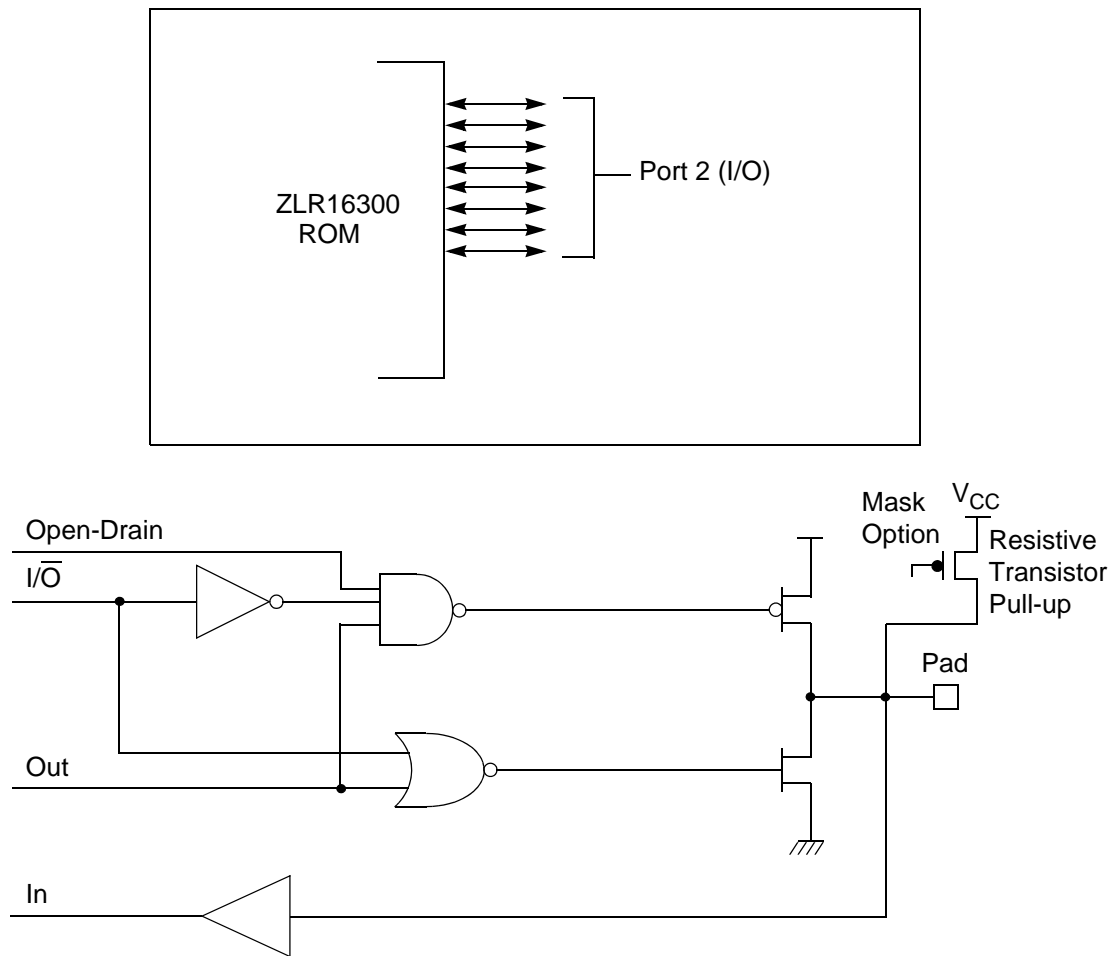 ZLR16300
ROM
Port 2 (I/O)
Open-Drain
I/O̅
Out
In
Mask
Option
VCC
Resistive
Transistor
Pull-up
Pad